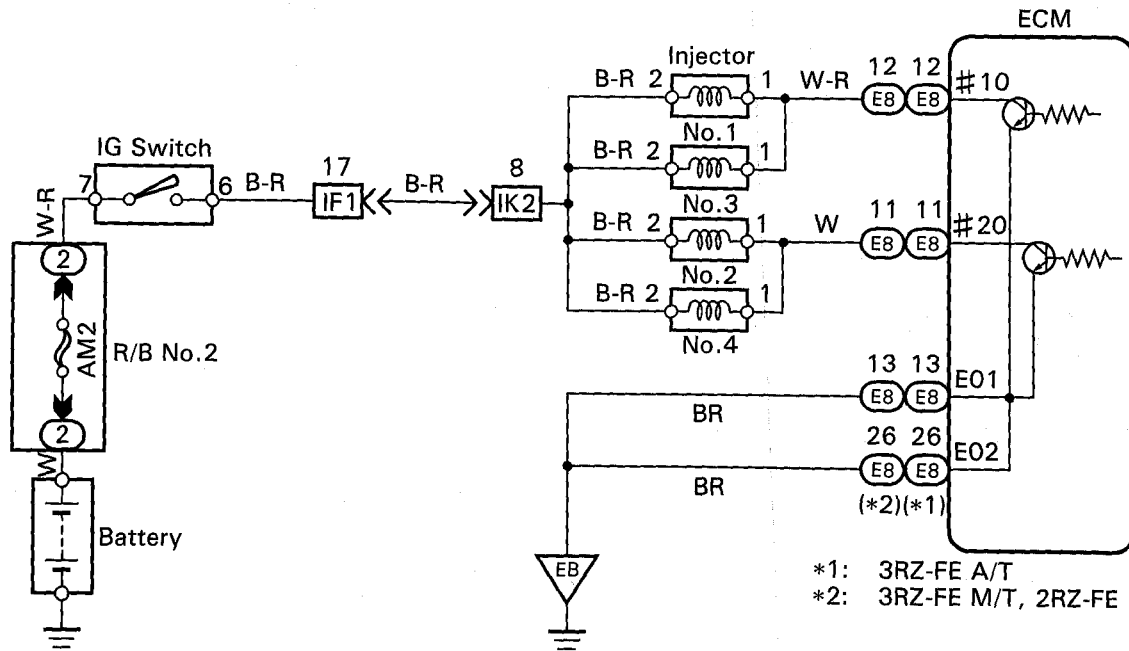 ECM
Injector
B-R 2 1 W-R 12 12 #10
E8 E8
No.1
IG Switch
B-R 2 1
7 6 B-R 17 B-R 8
IF1 IK2
No.3
W-R
B-R 2 1 W 11 11 #20
E8 E8
No.2
2
B-R 2 1
No.4
AM2
R/B No.2
13 13 E01
BR E8 E8
2
26 26 E02
W
BR E8 E8
(*2) (*1)
Battery
EB
*1: 3RZ-FE A/T
*2: 3RZ-FE M/T, 2RZ-FE